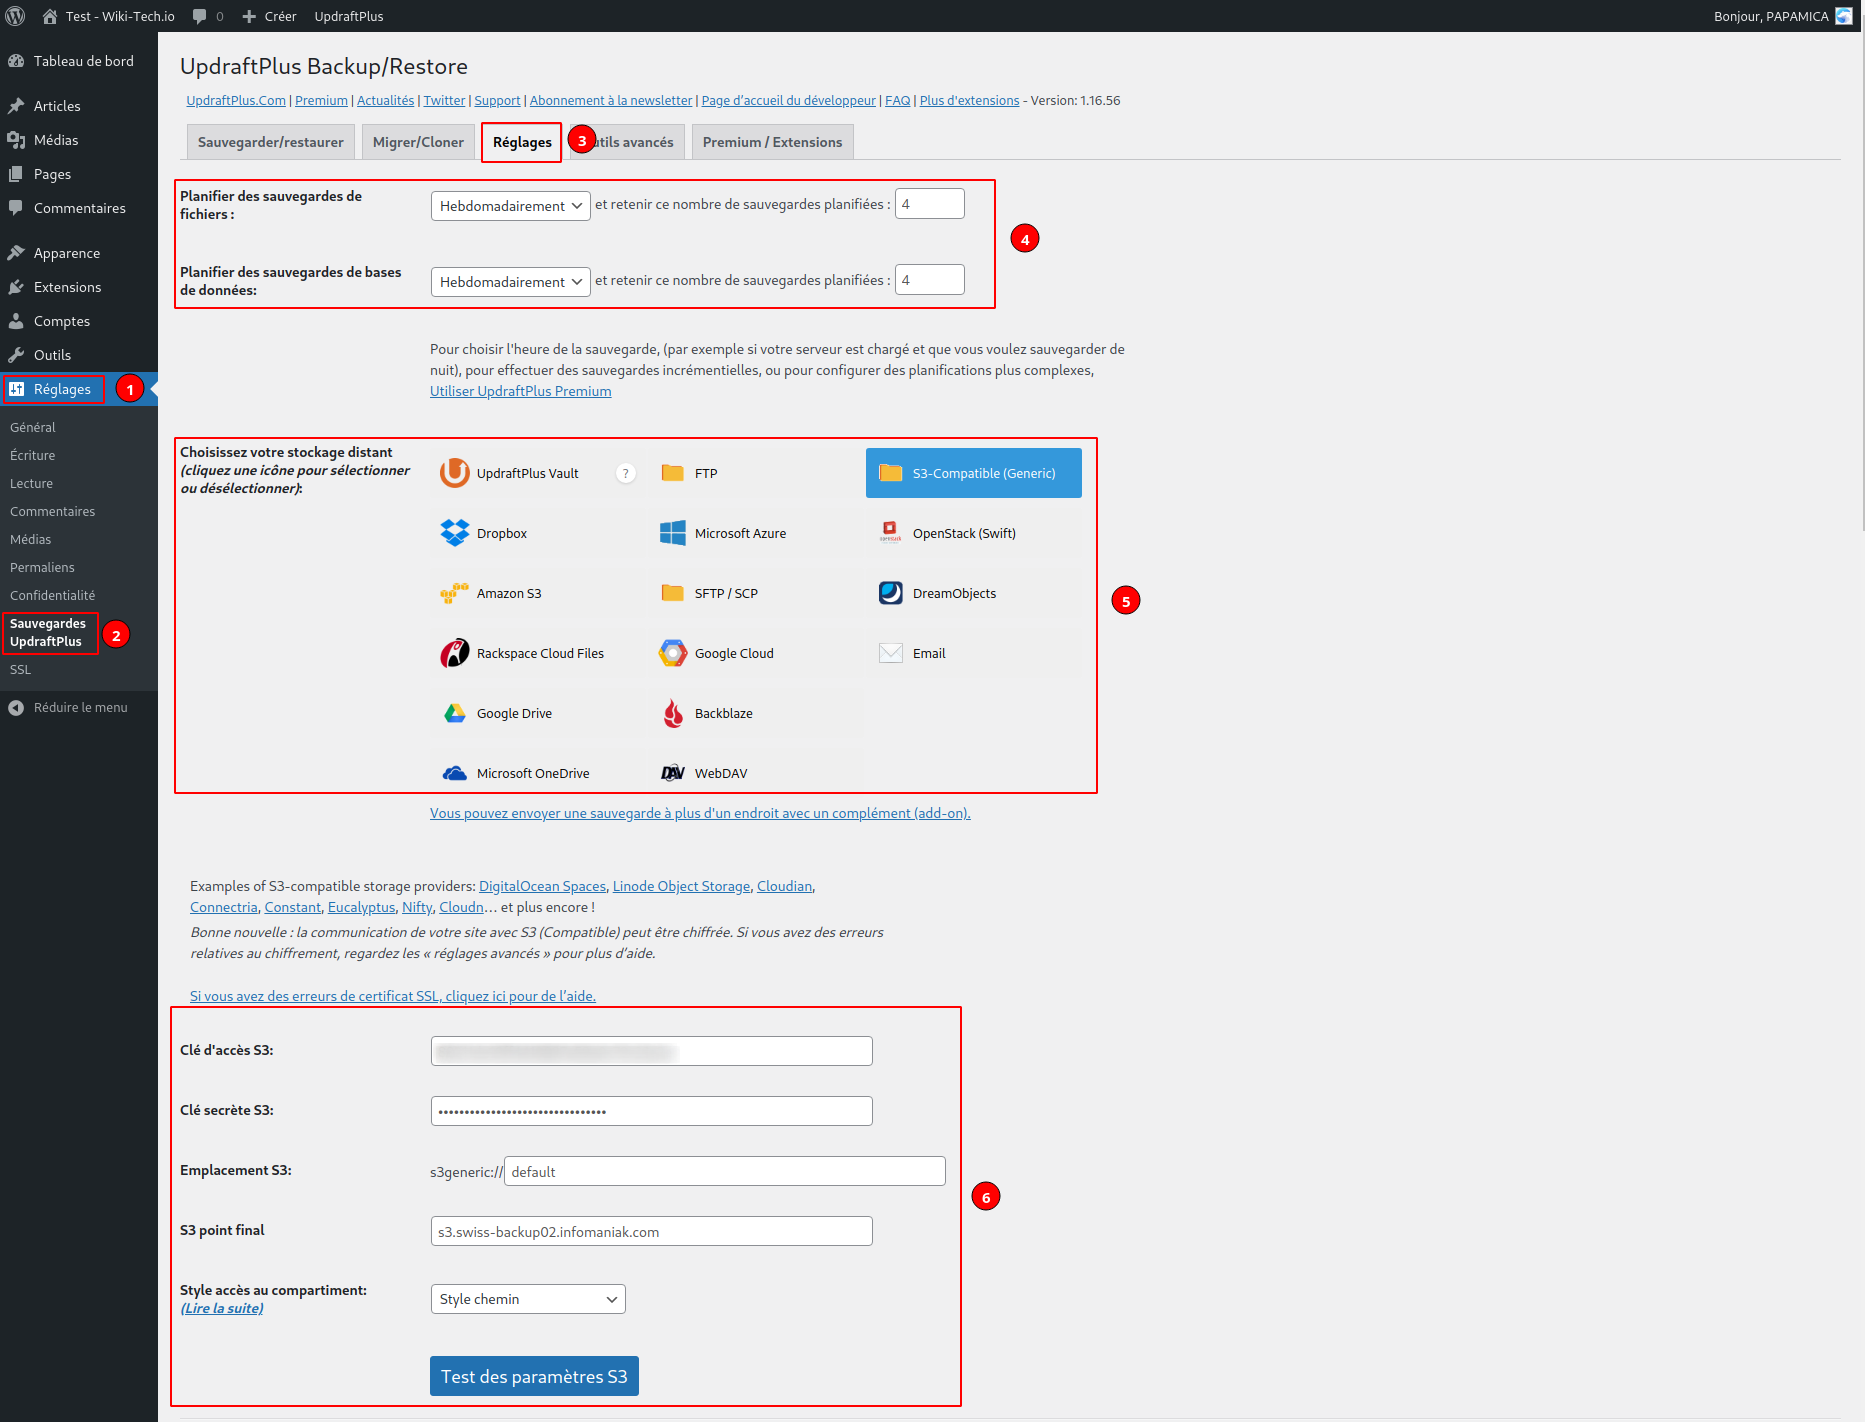 Test - Wiki-Tech.io 0 Créer UpdraftPlus Bonjour, PAPAMICA
Tableau de bord
Articles
Médias
Pages
Commentaires
Apparence
Extensions
Comptes
Outils
Réglages 1
Général
Écriture
Lecture
Commentaires
Médias
Permaliens
Confidentialité
Sauvegardes
UpdraftPlus 2
SSL
Réduire le menu
UpdraftPlus Backup/Restore
UpdraftPlus.Com | Premium | Actualités | Twitter | Support | Abonnement à la newsletter | Page d’accueil du développeur | FAQ | Plus d'extensions - Version: 1.16.56
Sauvegarder/restaurer Migrer/Cloner Réglages 3 tils avancés Premium / Extensions
Planifier des sauvegardes de
fichiers :
Hebdomadairement et retenir ce nombre de sauvegardes planifiées : 4
4
Planifier des sauvegardes de bases
de données:
Hebdomadairement et retenir ce nombre de sauvegardes planifiées : 4
Pour choisir l'heure de la sauvegarde, (par exemple si votre serveur est chargé et que vous voulez sauvegarder de
nuit), pour effectuer des sauvegardes incrémentielles, ou pour configurer des planifications plus complexes,
Utiliser UpdraftPlus Premium
Choisissez votre stockage distant
(cliquez une icône pour sélectionner
ou désélectionner):
UpdraftPlus Vault ? FTP S3-Compatible (Generic)
Dropbox Microsoft Azure OpenStack (Swift)
Amazon S3 SFTP / SCP DreamObjects
5
Rackspace Cloud Files Google Cloud Email
Google Drive Backblaze
Microsoft OneDrive WebDAV
Vous pouvez envoyer une sauvegarde à plus d'un endroit avec un complément (add-on).
Examples of S3-compatible storage providers: DigitalOcean Spaces, Linode Object Storage, Cloudian,
Connectria, Constant, Eucalyptus, Nifty, Cloudn... et plus encore !
Bonne nouvelle : la communication de votre site avec S3 (Compatible) peut être chiffrée. Si vous avez des erreurs
relatives au chiffrement, regardez les « réglages avancés » pour plus d’aide.
Si vous avez des erreurs de certificat SSL, cliquez ici pour de l’aide.
Clé d'accès S3:
Clé secrète S3: ••••••••••••••••••••••••••••••••
Emplacement S3: s3generic:// default
6
S3 point final s3.swiss-backup02.infomaniak.com
Style accès au compartiment:
(Lire la suite)
Style chemin
Test des paramètres S3